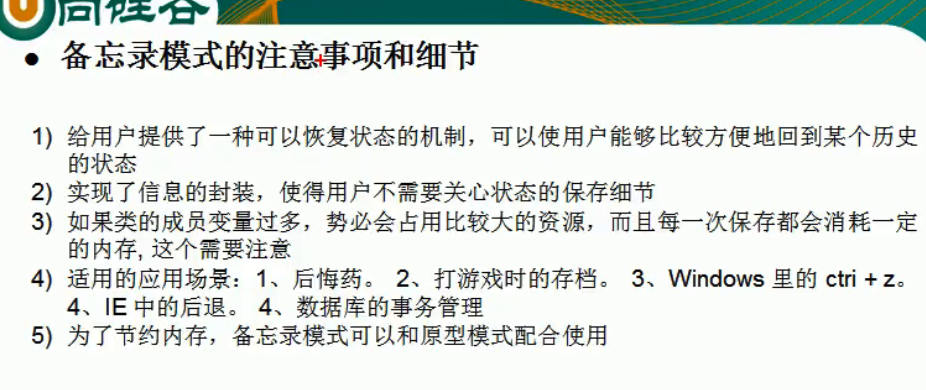 尚硅谷
● 备忘录模式的注意事项和细节
1) 给用户提供了一种可以恢复状态的机制，可以使用户能够比较方便地回到某个历史
的状态
2) 实现了信息的封装，使得用户不需要关心状态的保存细节
3) 如果类的成员变量过多，势必会占用比较大的资源，而且每一次保存都会消耗一定
的内存, 这个需要注意
4) 适用的应用场景：1、后悔药。 2、打游戏时的存档。 3、Windows 里的 ctri + z。
4、IE 中的后退。 4、数据库的事务管理
5) 为了节约内存，备忘录模式可以和原型模式配合使用